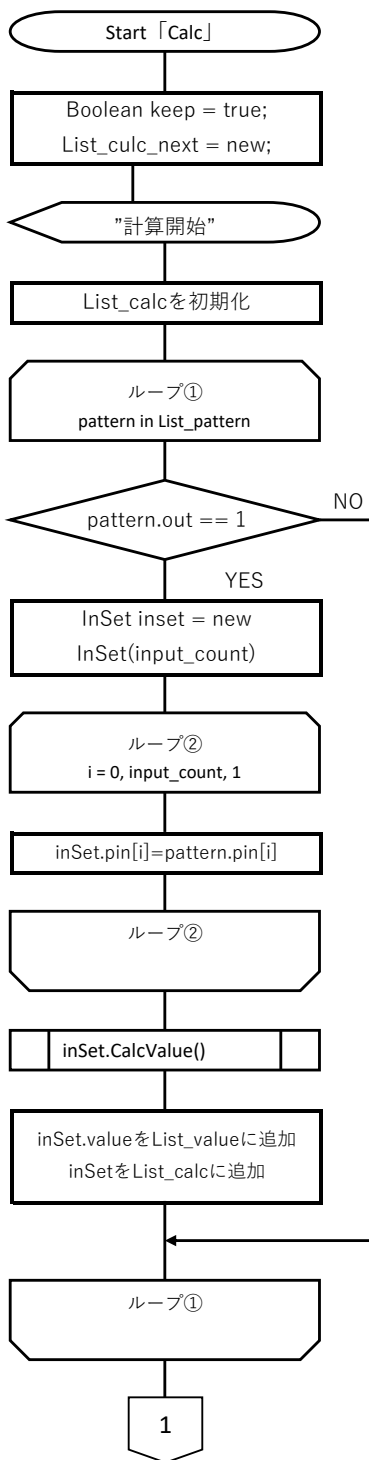 Start「Calc」
Boolean keep = true;
List_culc_next = new;
”計算開始”
List_calcを初期化
ループ①
pattern in List_pattern
pattern.out == 1
NO
YES
InSet inset = new
InSet(input_count)
ループ②
i = 0, input_count, 1
inSet.pin[i]=pattern.pin[i]
ループ②
inSet.CalcValue()
inSet.valueをList_valueに追加
inSetをList_calcに追加
ループ①
1